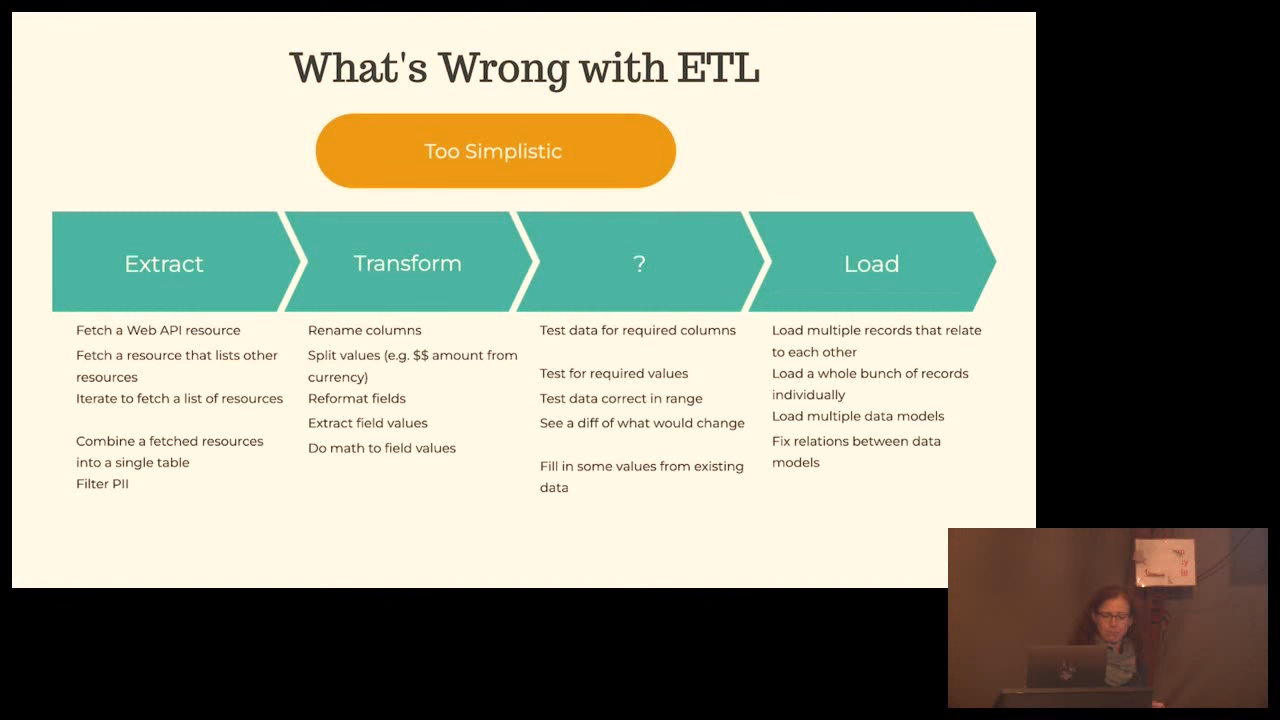 What's Wrong with ETL
Too Simplistic
Extract
Transform
?
Load
Fetch a Web API resource
Fetch a resource that lists other
resources
Iterate to fetch a list of resources
Combine a fetched resources
into a single table
Filter PII
Rename columns
Split values (e.g. $$ amount from
currency)
Reformat fields
Extract field values
Do math to field values
Test data for required columns
Test for required values
Test data correct in range
See a diff of what would change
Fill in some values from existing
data
Load multiple records that relate
to each other
Load a whole bunch of records
individually
Load multiple data models
Fix relations between data
models